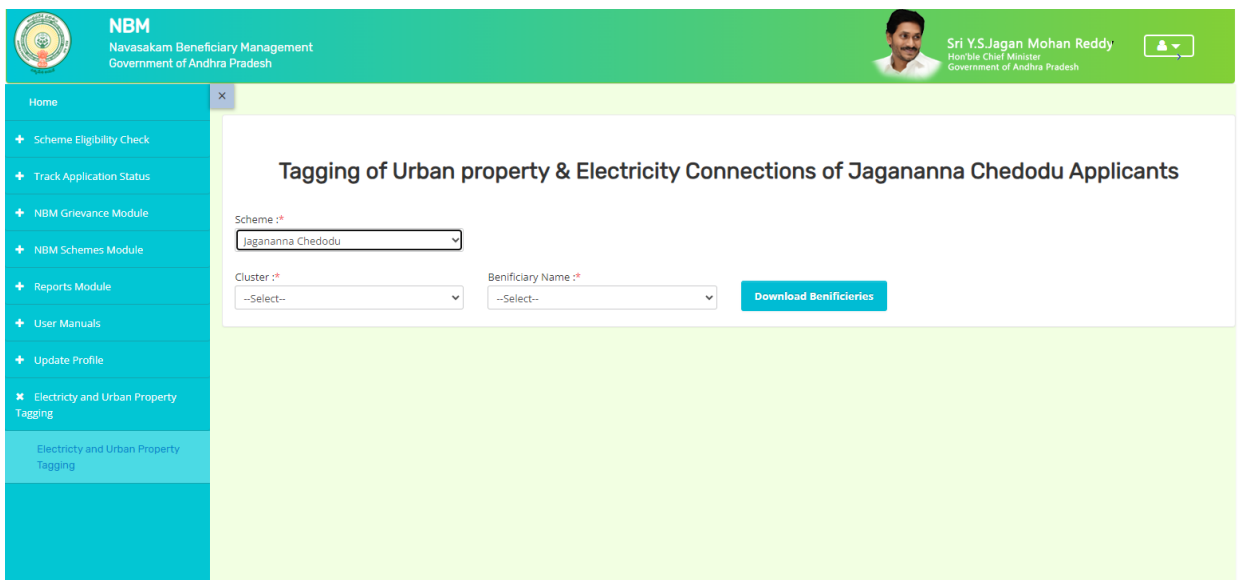 NBM
Navasakam Beneficiary Management
Government of Andhra Pradesh
Sri Y.S.Jagan Mohan Reddy
Hon'ble Chief Minister
Government of Andhra Pradesh
Home
Scheme Eligibility Check
Track Application Status
NBM Grievance Module
NBM Schemes Module
Reports Module
User Manuals
Update Profile
Electricty and Urban Property
Tagging
Electricty and Urban Property
Tagging
Tagging of Urban property & Electricity Connections of Jagananna Chedodu Applicants
Scheme :*
Jagananna Chedodu
Cluster :*
Benificiary Name :*
--Select--
--Select--
Download Benificieries